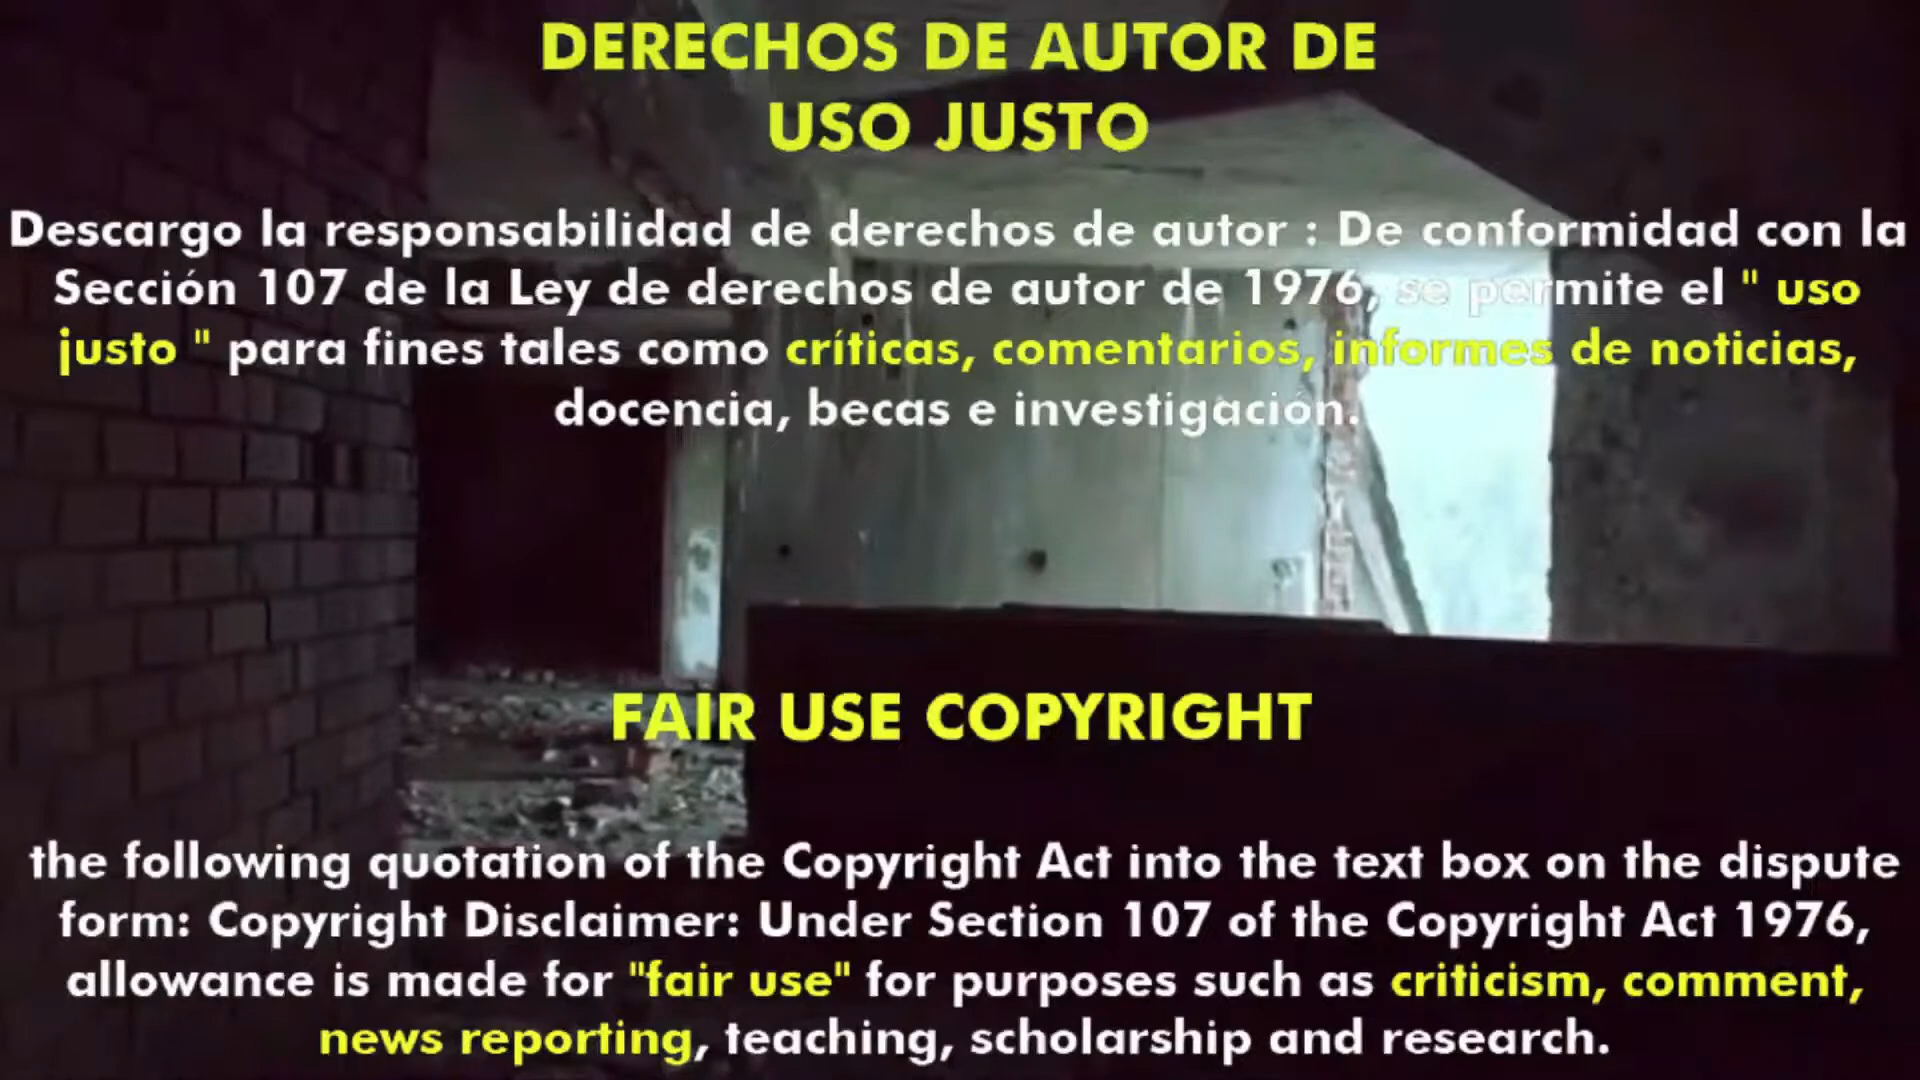 DERECHOS DE AUTOR DE
USO JUSTO
Descargo la responsabilidad de derechos de autor : De conformidad con la
Sección 107 de la Ley de derechos de autor de 1976, se permite el " uso
justo " para fines tales como críticas, comentarios, informes de noticias,
docencia, becas e investigación.
FAIR USE COPYRIGHT
the following quotation of the Copyright Act into the text box on the dispute
form: Copyright Disclaimer: Under Section 107 of the Copyright Act 1976,
allowance is made for "fair use" for purposes such as criticism, comment,
news reporting, teaching, scholarship and research.